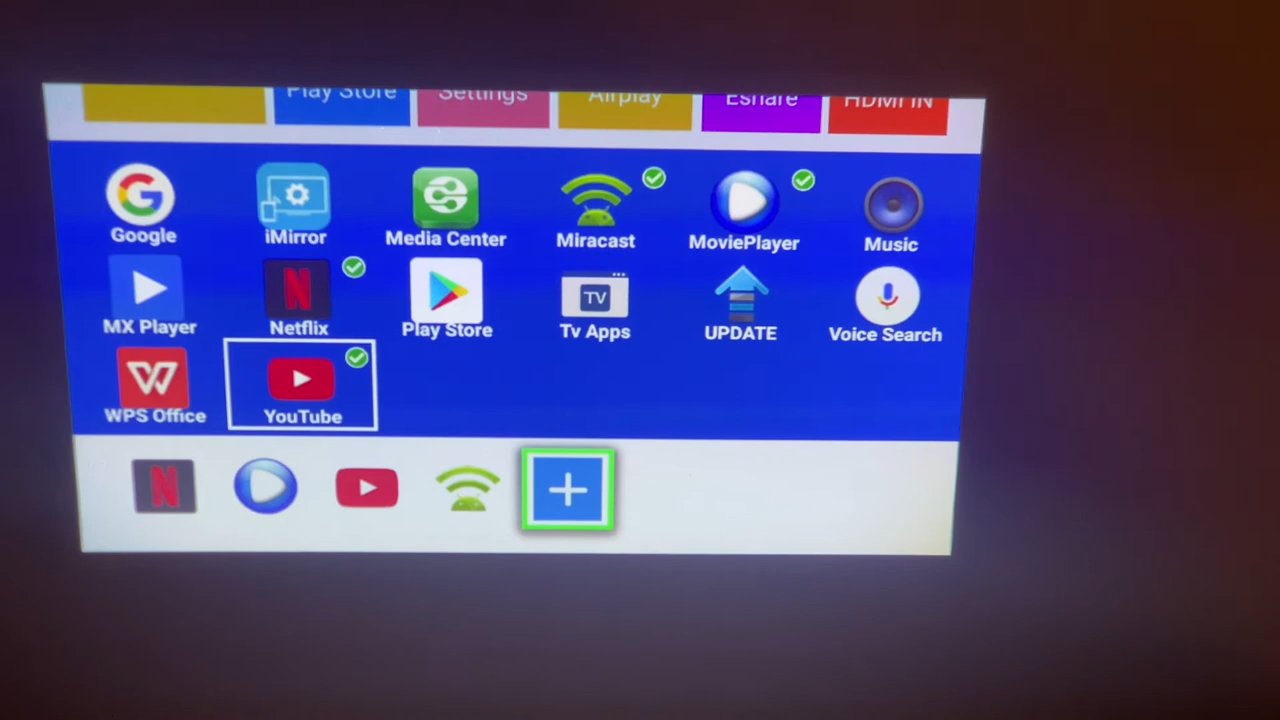 Play Store Settings Airplay Eshare HDMI IN
Google iMirror Media Center Miracast MoviePlayer Music
TV
MX Player Netflix Play Store Tv Apps UPDATE Voice Search
WPS Office YouTube